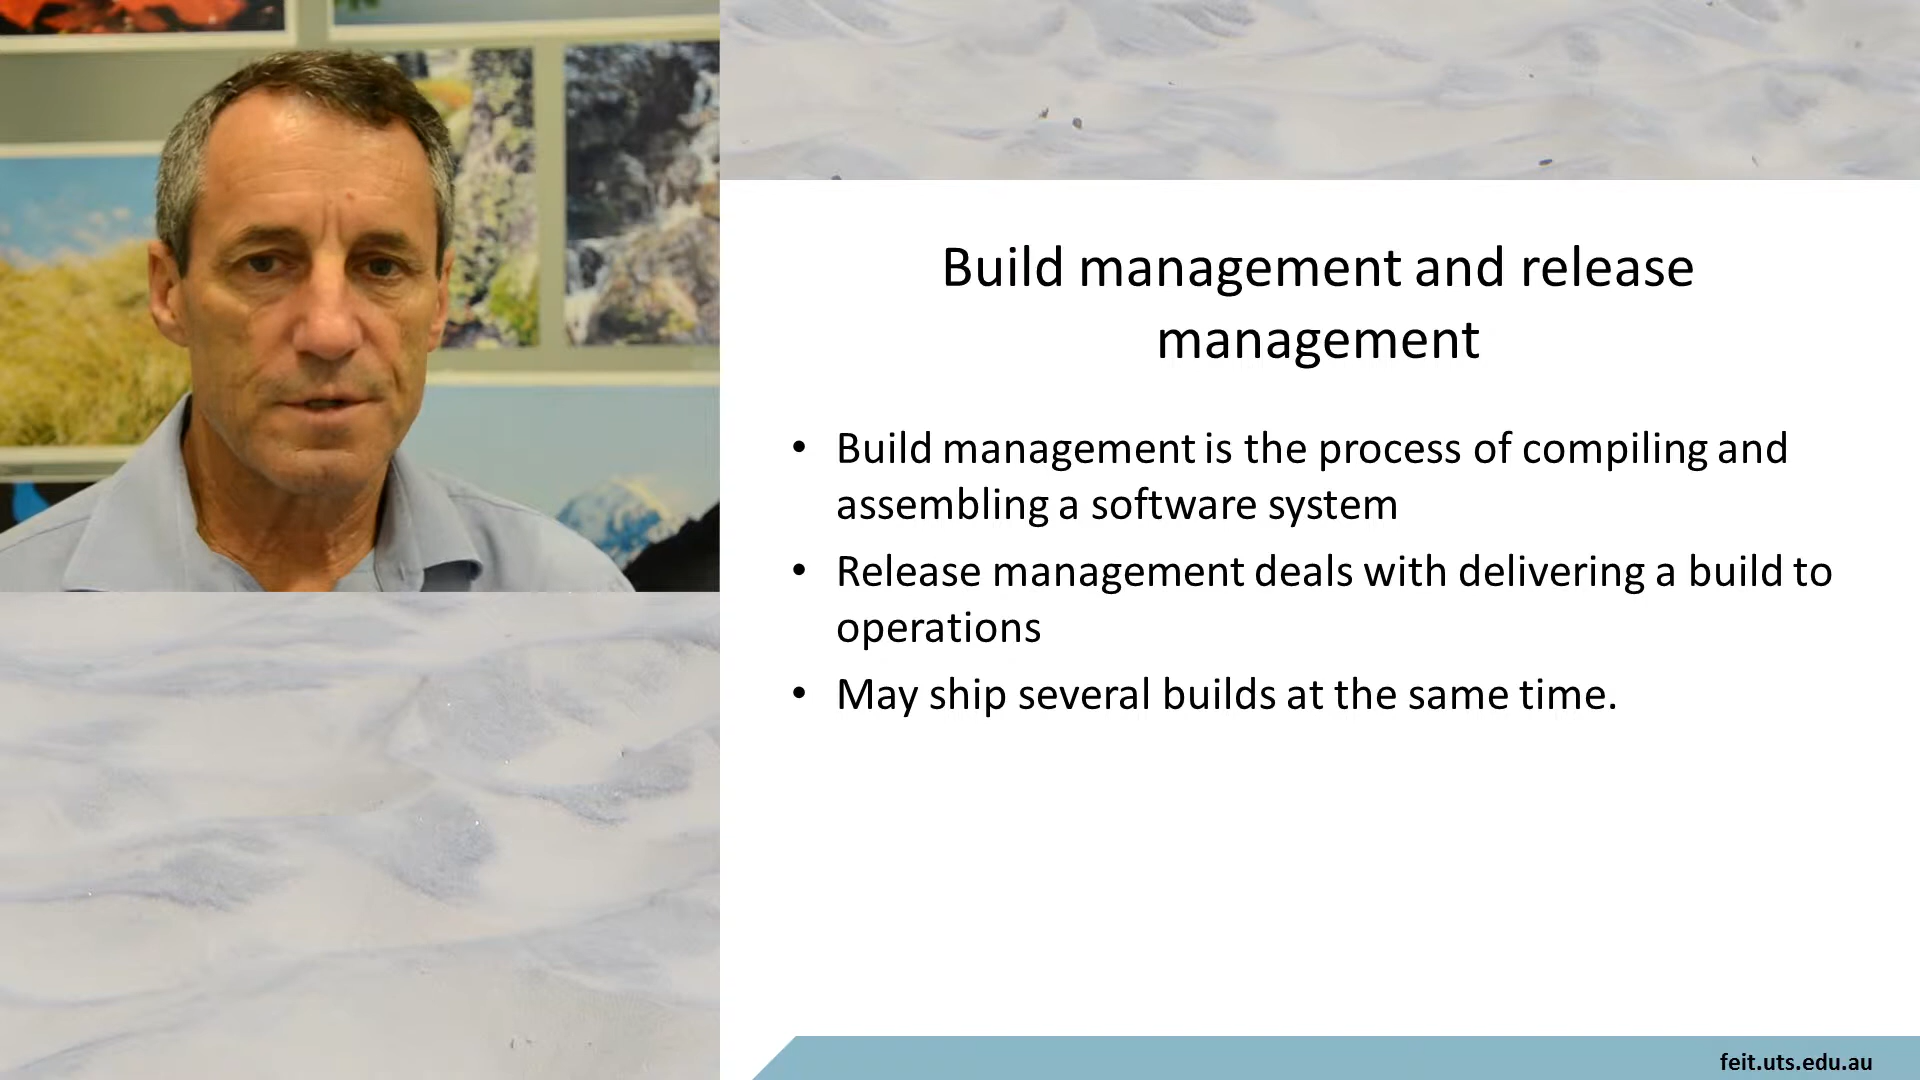 Build management and release
management
• Build management is the process of compiling and
assembling a software system
• Release management deals with delivering a build to
operations
• May ship several builds at the same time.
feit.uts.edu.au